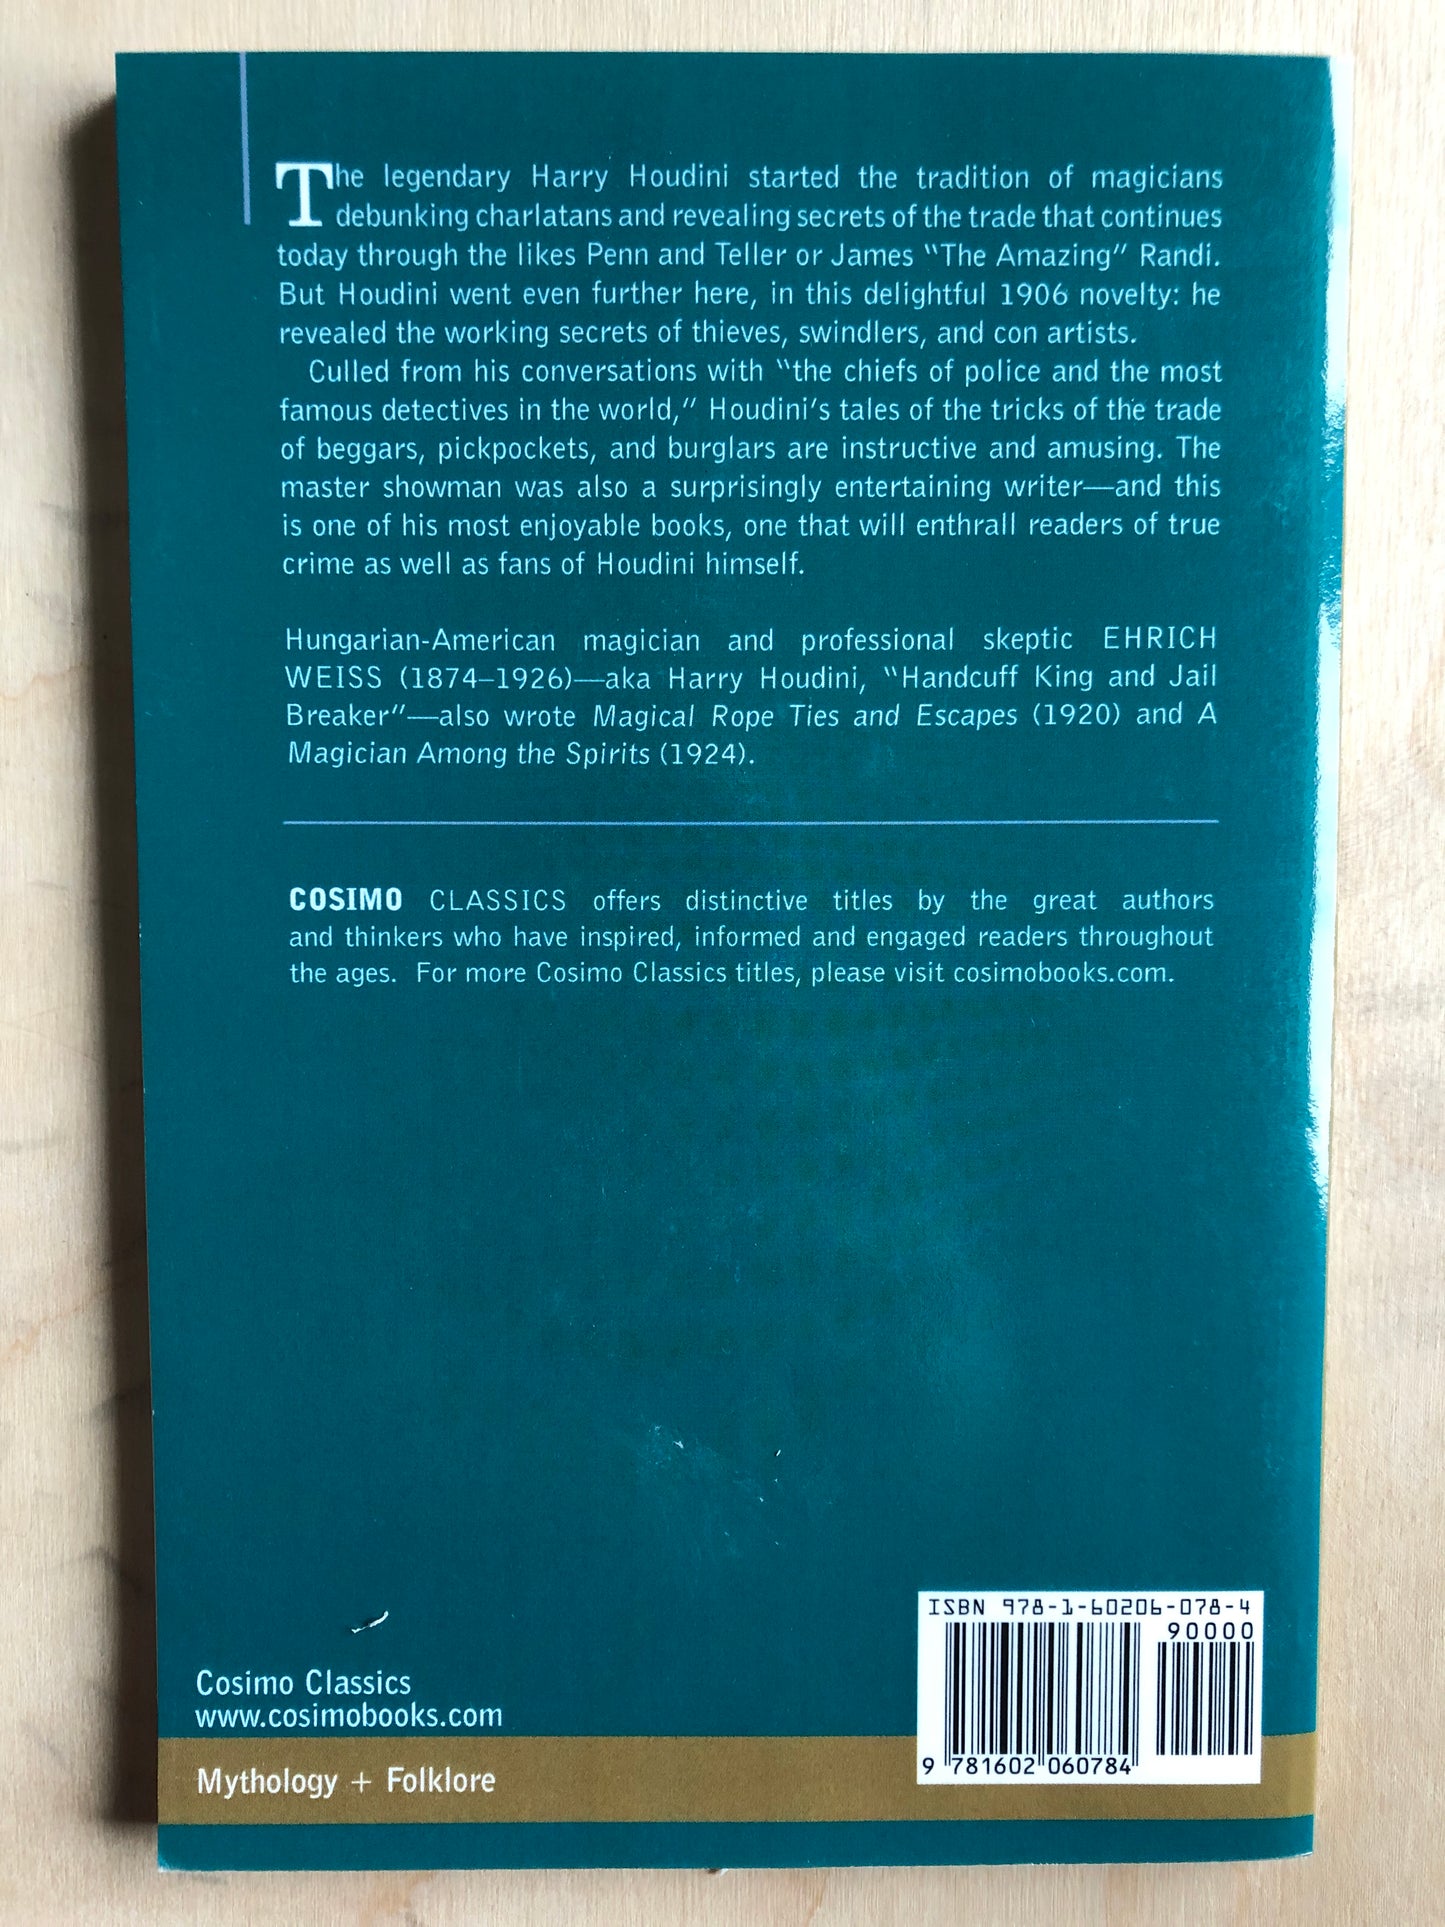 The legendary Harry Houdini started the tradition of magicians
debunking charlatans and revealing secrets of the trade that continues
today through the likes Penn and Teller or James “The Amazing” Randi.
But Houdini went even further here, in this delightful 1906 novelty: he
revealed the working secrets of thieves, swindlers, and con artists.
Culled from his conversations with “the chiefs of police and the most
famous detectives in the world,” Houdini’s tales of the tricks of the trade
of beggars, pickpockets, and burglars are instructive and amusing. The
master showman was also a surprisingly entertaining writer—and this
is one of his most enjoyable books, one that will enthrall readers of true
crime as well as fans of Houdini himself.
Hungarian-American magician and professional skeptic EHRICH
WEISS (1874–1926)—aka Harry Houdini, “Handcuff King and Jail
Breaker”—also wrote Magical Rope Ties and Escapes (1920) and A
Magician Among the Spirits (1924).
COSIMO CLASSICS offers distinctive titles by the great authors
and thinkers who have inspired, informed and engaged readers throughout
the ages. For more Cosimo Classics titles, please visit cosimobooks.com.
ISBN 978-1-60206-078-4
90000
9 781602 060784
Cosimo Classics
www.cosimobooks.com
Mythology + Folklore